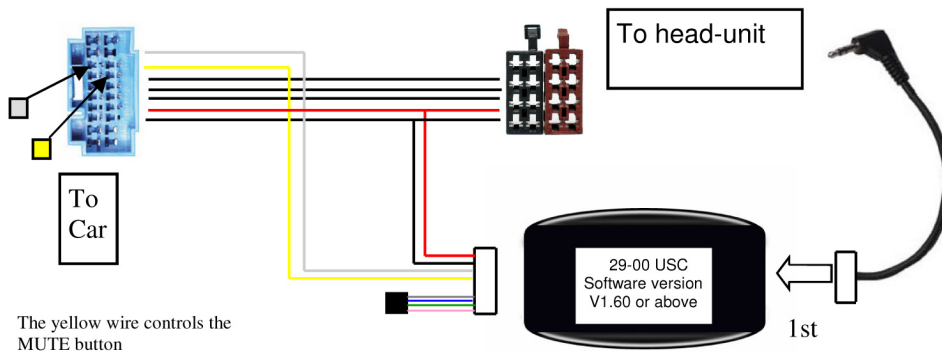 To head-unit
To
Car
29-00 USC
Software version
V1.60 or above
1st
The yellow wire controls the
MUTE button